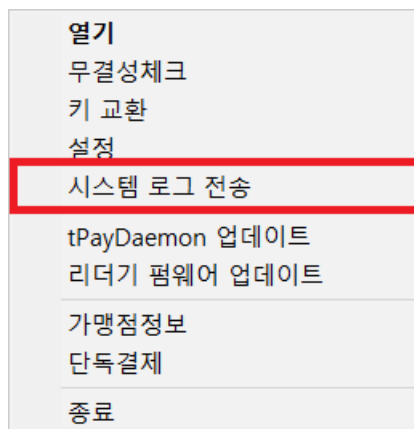 열기
무결성체크
키 교환
설정
시스템 로그 전송
tPayDaemon 업데이트
리더기 펌웨어 업데이트
가맹점정보
단독결제
종료